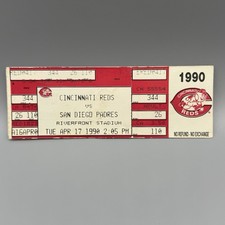 1990
344
CINCINNATI REDS
344
VS
26 110
SAN DIEGO PADRES
26
RIVERFRONT STADIUM
TUE APR 17 1990 2:05 PM
110
REDS
NO REFUND NO EXCHANGE